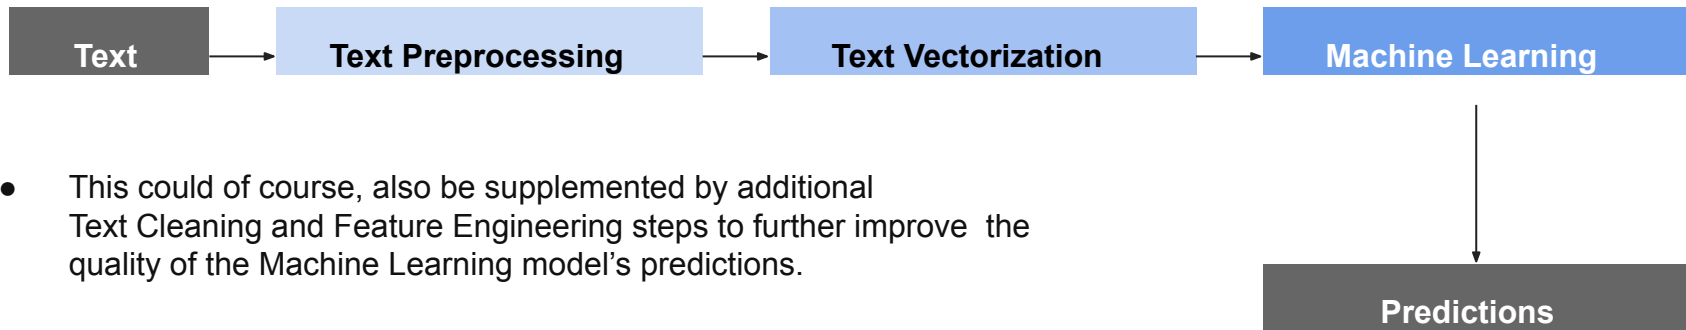 Text
Text Preprocessing
Text Vectorization
Machine Learning
● This could of course, also be supplemented by additional
Text Cleaning and Feature Engineering steps to further improve  the
quality of the Machine Learning model’s predictions.
Predictions